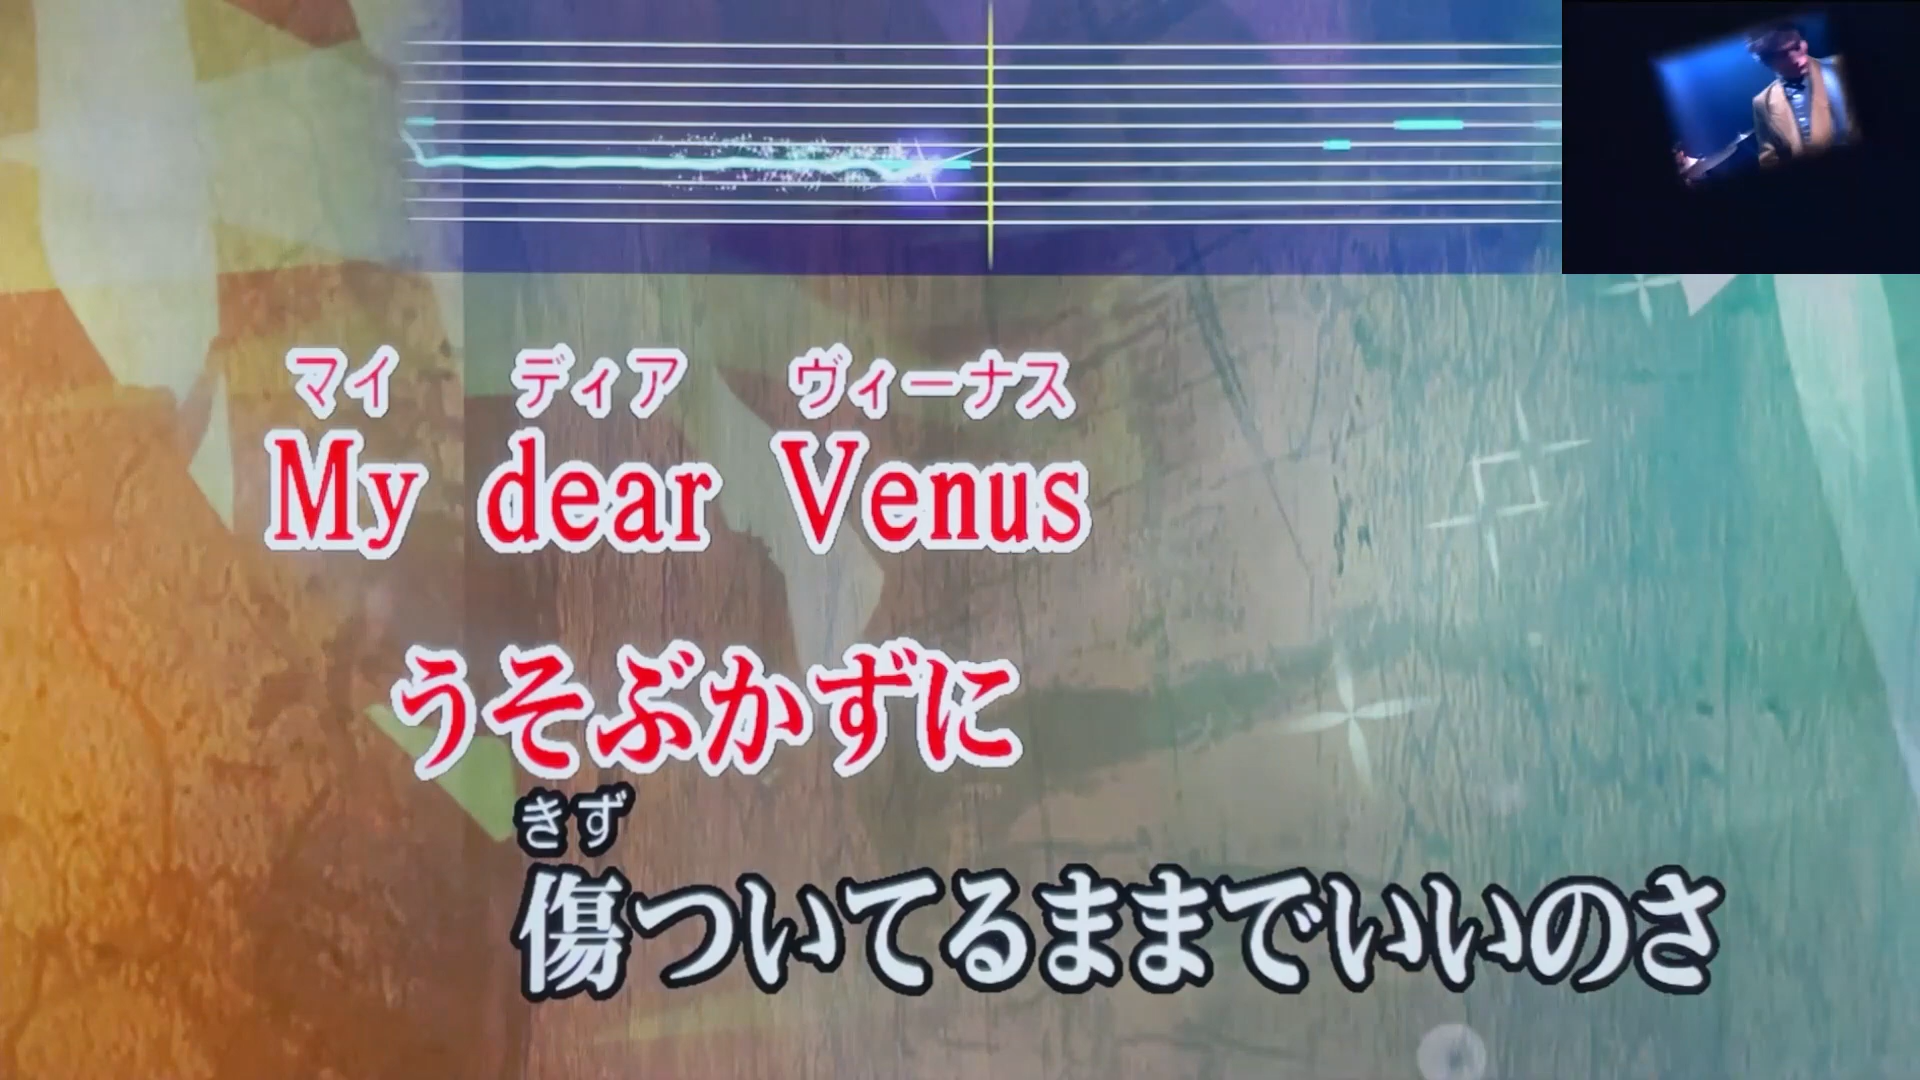 マイ ディア ヴィーナス
My dear Venus
うそぶかずに
きず
傷ついてるままでいいのさ